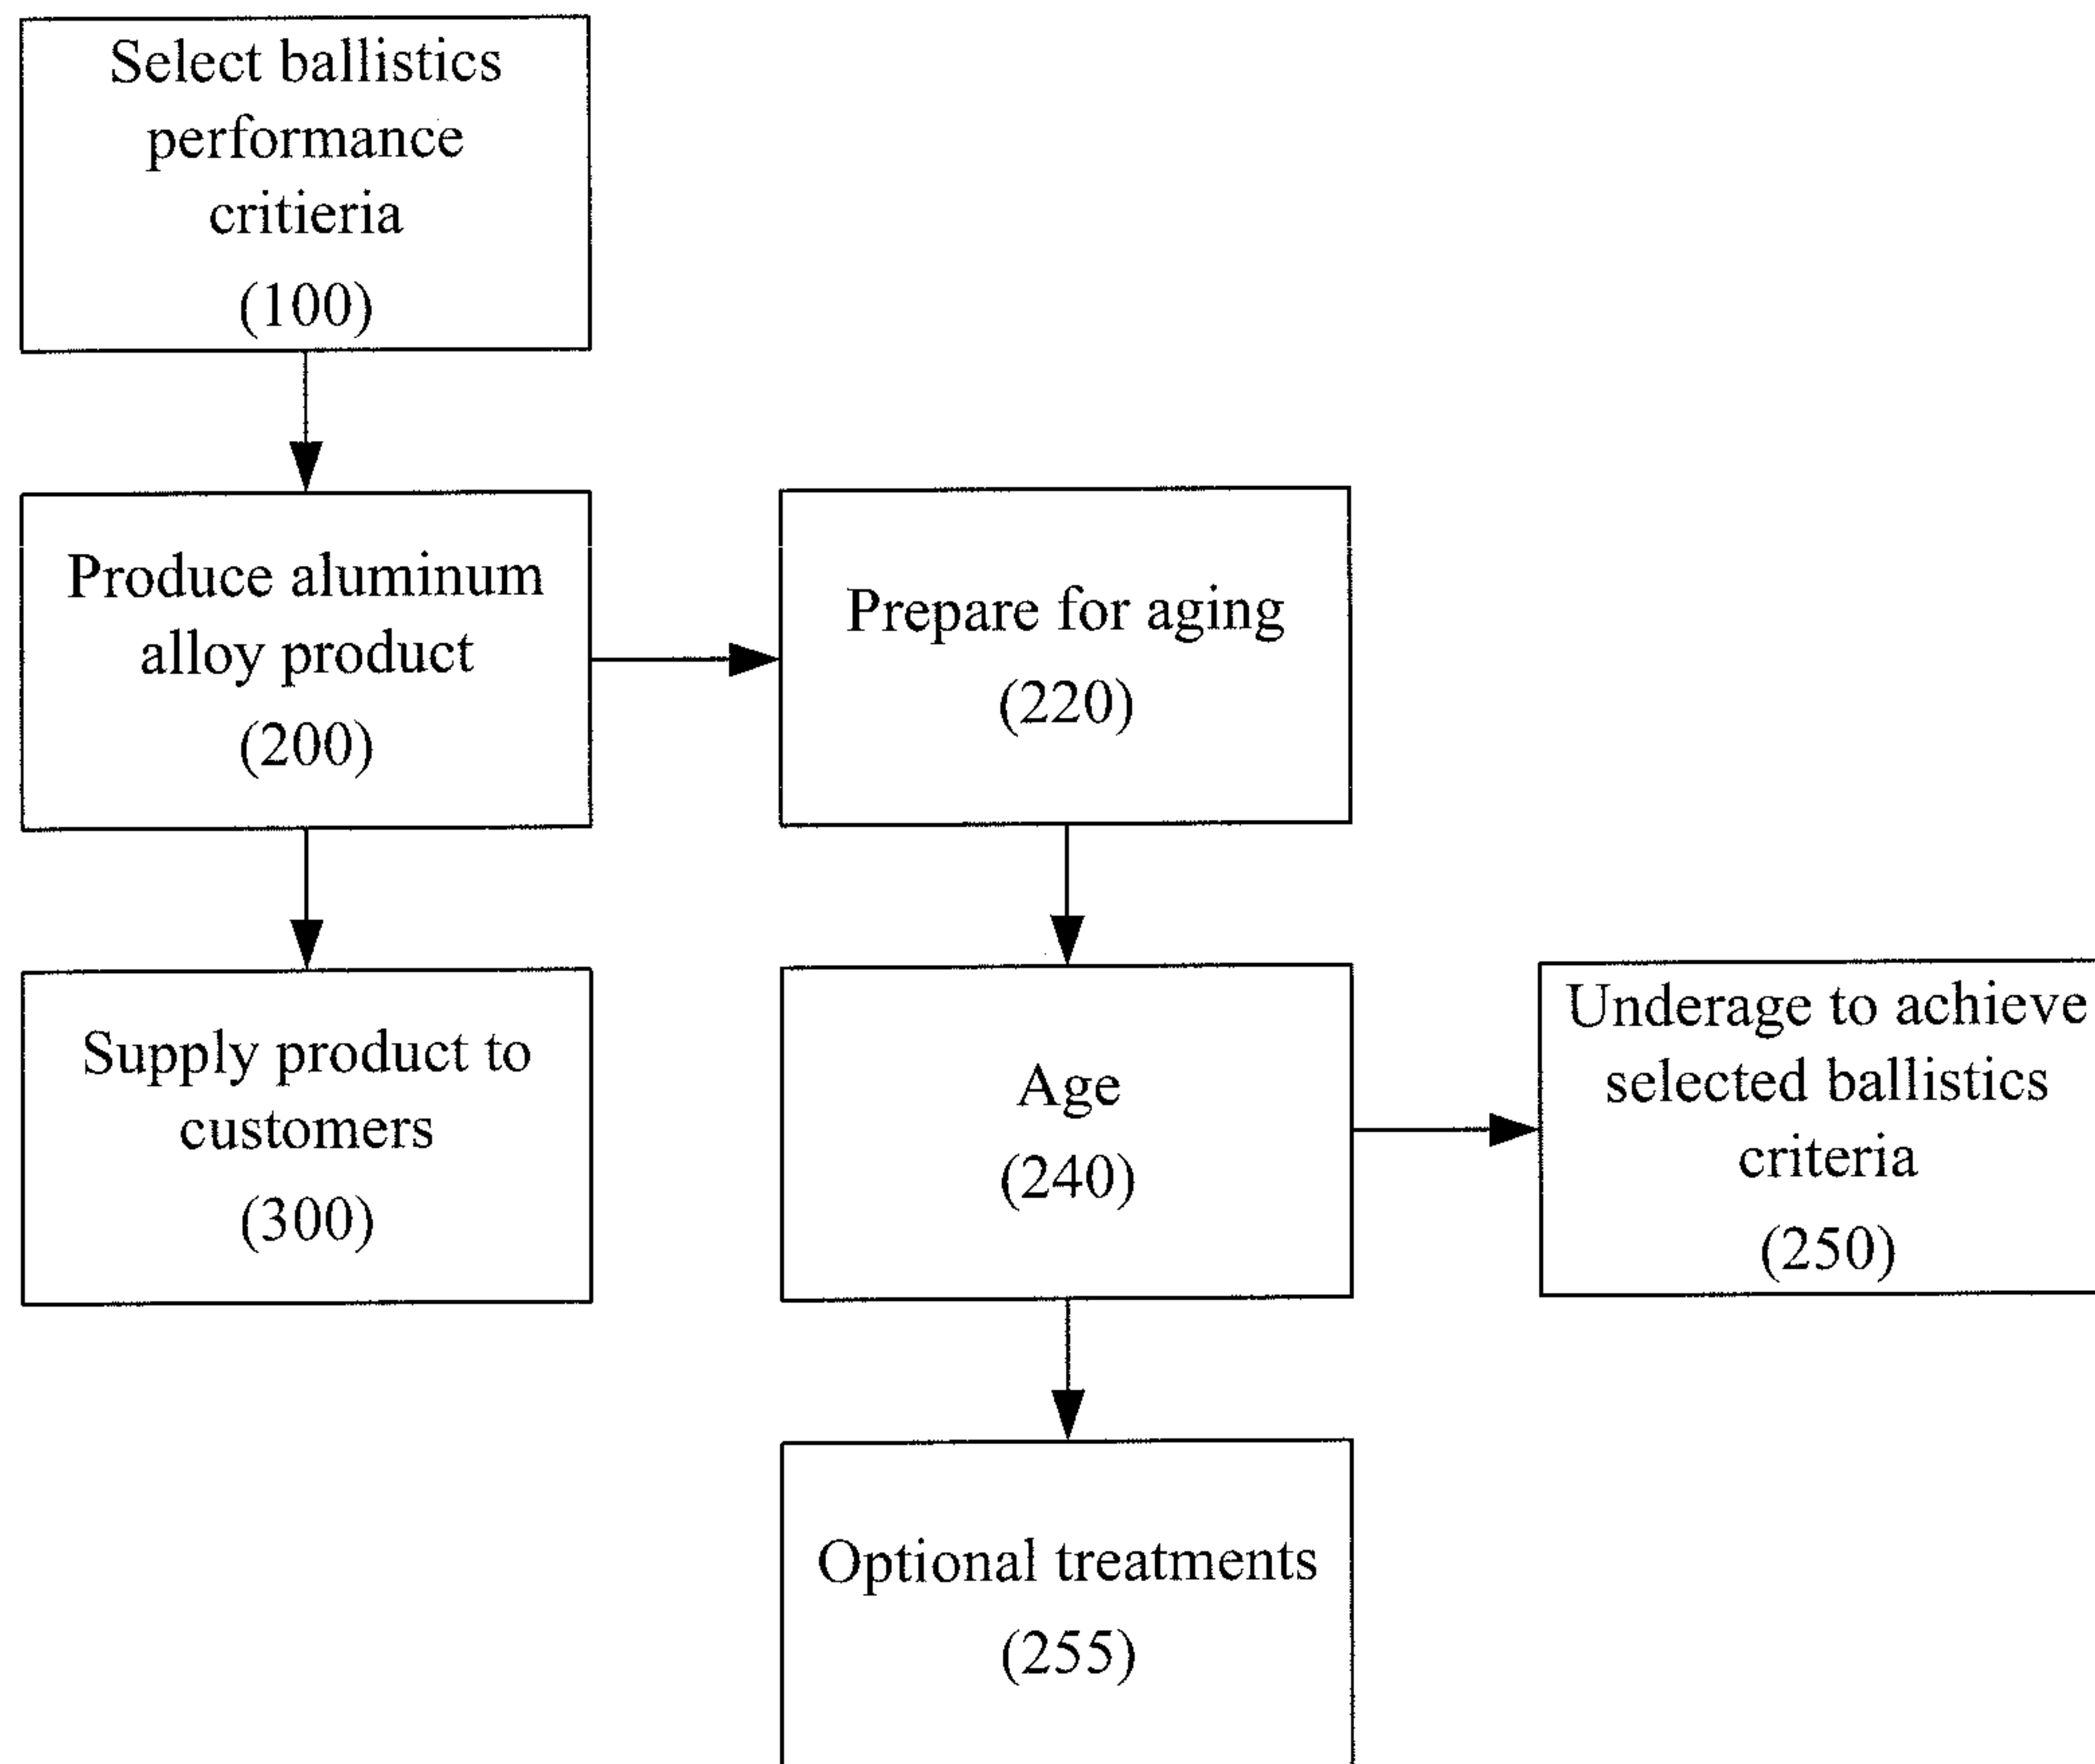 Select ballistics
performance
critieria
(100)
Produce aluminum
alloy product
(200)
Prepare for aging
(220)
Supply product to
customers
(300)
Age
(240)
Underage to achieve
selected ballistics
criteria
(250)
Optional treatments
(255)